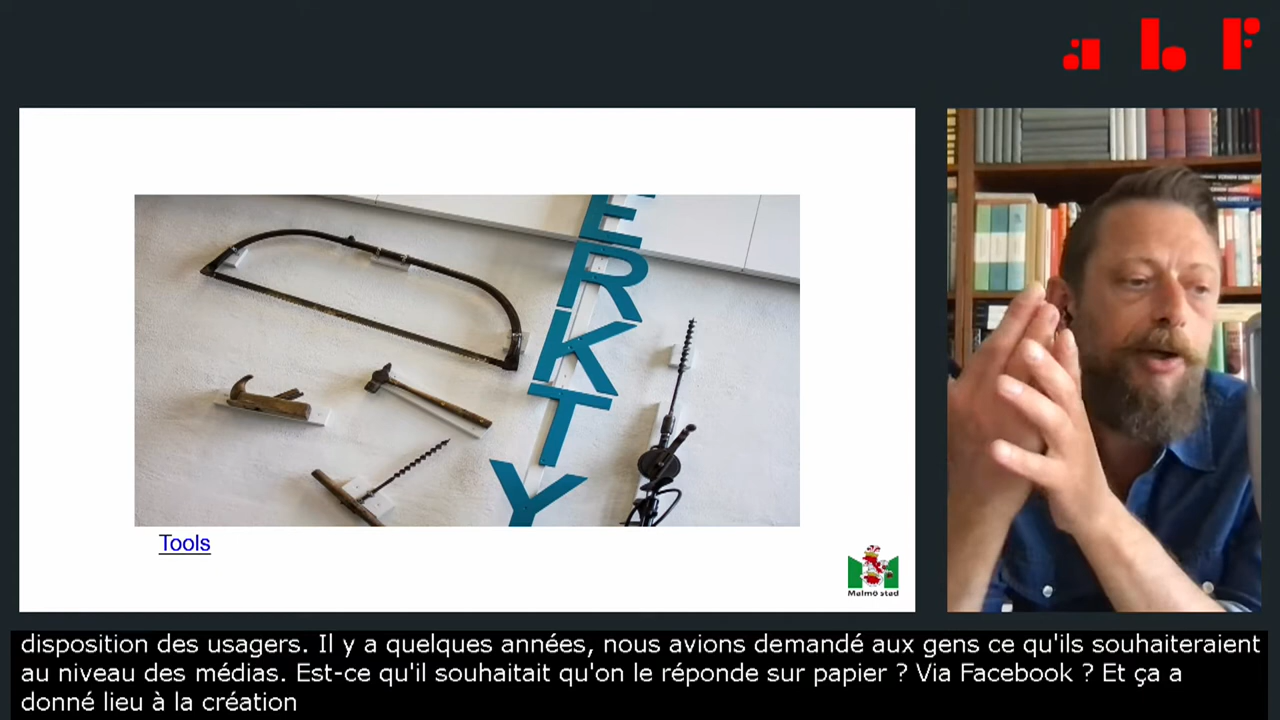 abf
ERKTY
Tools
Malmö stad
disposition des usagers. Il y a quelques années, nous avions demandé aux gens ce qu'ils souhaiteraient
au niveau des médias. Est-ce qu'il souhaitait qu'on le réponde sur papier ? Via Facebook ? Et ça a
donné lieu à la création